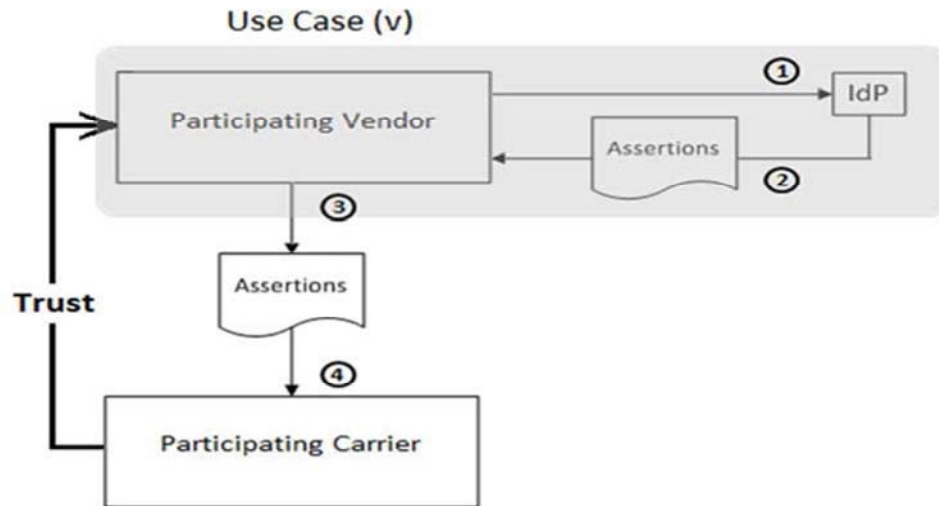 Use Case (v)
1
IdP
Participating Vendor
Assertions
2
3
Assertions
Trust
4
Participating Carrier